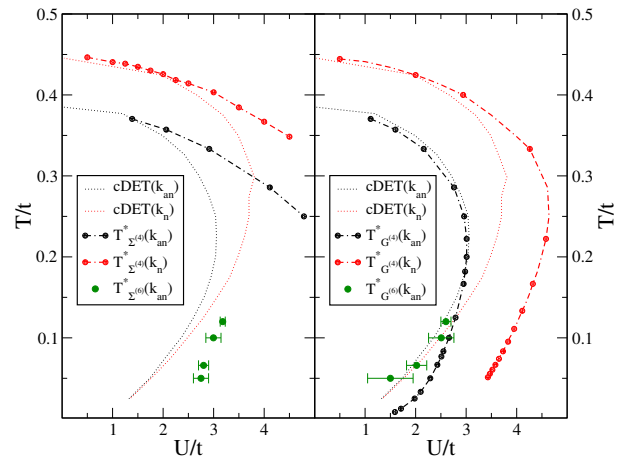 0.5
0.4
0.3
0.2
0.1
T/t
1 2 3 4
U/t
cDET(k_an)
cDET(k_n)
T*_Σ(4)(k_an)
T*_Σ(4)(k_n)
T*_Σ(6)(k_an)
0.5
0.4
0.3
0.2
0.1
T/t
1 2 3 4
U/t
cDET(k_an)
cDET(k_n)
T*_G(4)(k_an)
T*_G(4)(k_n)
T*_G(6)(k_an)